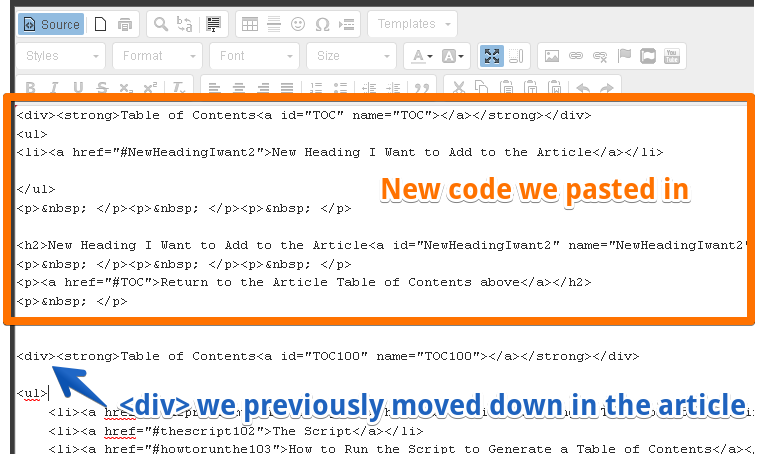 Source
Templates
Styles Format Font Size A A
You Tube
B I U S x₂ x² Tx
<div><strong>Table of Contents<a id="TOC" name="TOC"></a></strong></div>
<ul>
<li><a href="#NewHeadingIwant2">New Heading I Want to Add to the Article</a></li>
</ul>
New code we pasted in
<p>&nbsp; </p><p>&nbsp; </p><p>&nbsp; </p>
<h2>New Heading I Want to Add to the Article<a id="NewHeadingIwant2" name="NewHeadingIwant2"
<p>&nbsp; </p><p>&nbsp; </p><p>&nbsp; </p>
<p><a href="#TOC">Return to the Article Table of Contents above</a></h2>
<p>&nbsp; </p>
<div><strong>Table of Contents<a id="TOC100" name="TOC100"></a></strong></div>
<ul>
<div> we previously moved down in the article
<li><a href
<li><a href="#thescript102">The Script</a></li>
<li><a href="#howtorunthe103">How to Run the Script to Generate a Table of Contents</a><